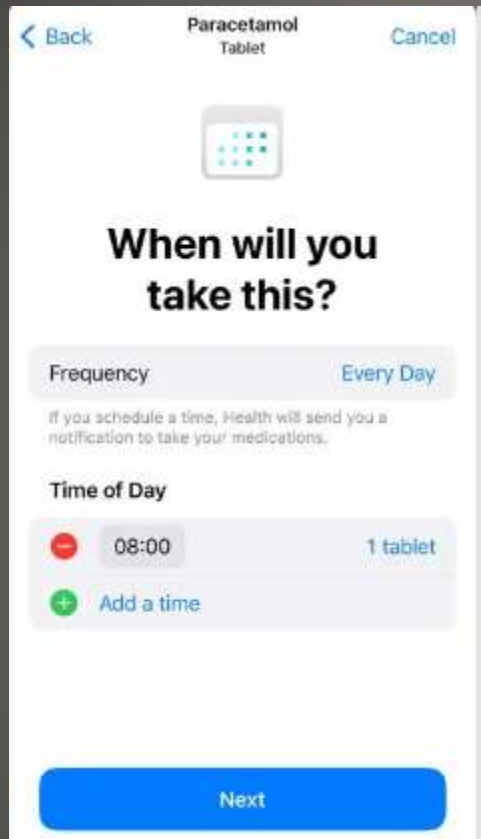 Back
Paracetamol
Cancel
Tablet
When will you
take this?
Frequency
Every Day
If you schedule a time, Health will send you a
notification to take your medications.
Time of Day
08:00
1 tablet
Add a time
Next